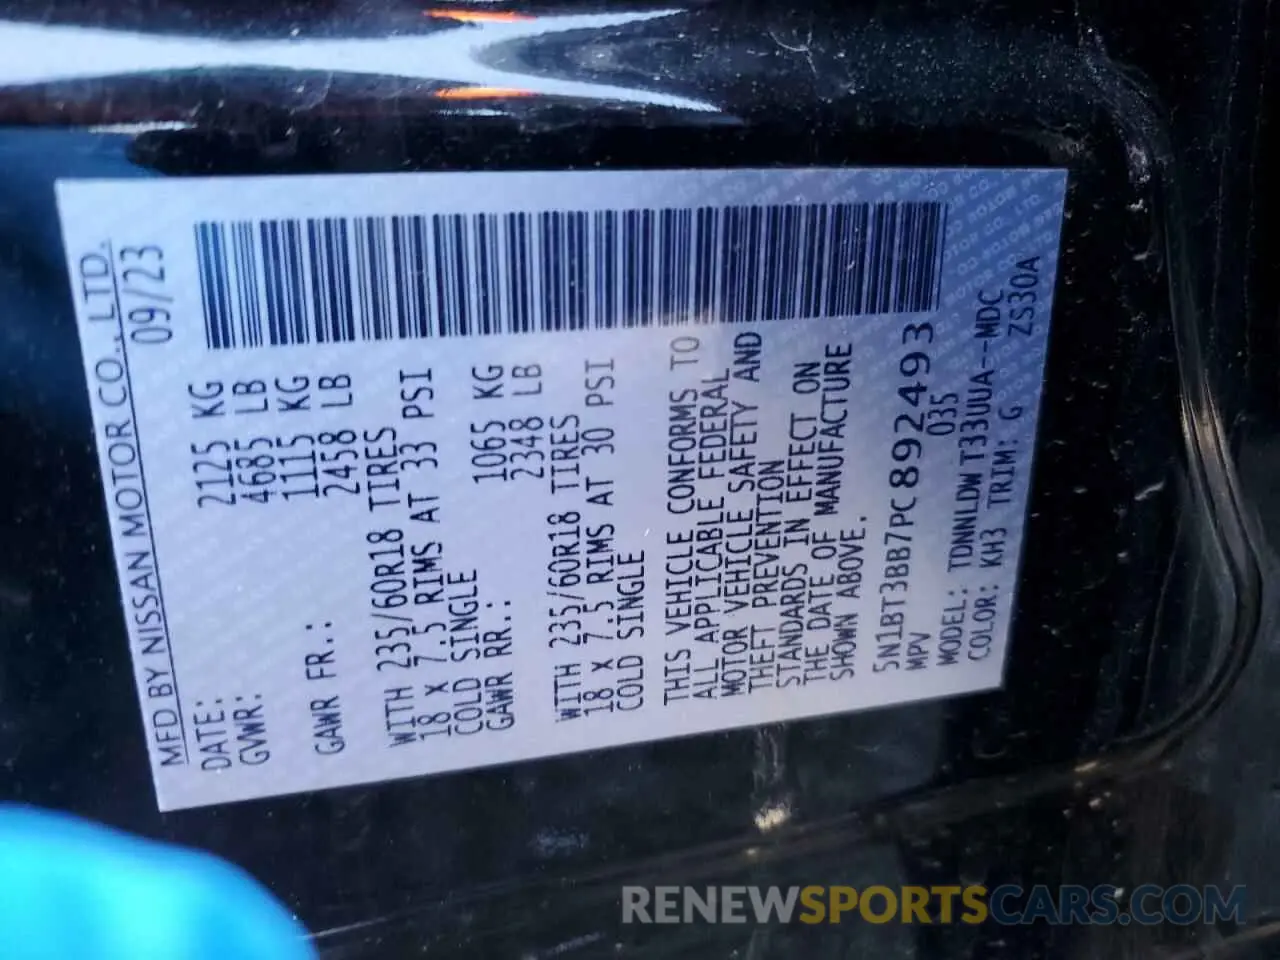 MFD BY NISSAN MOTOR CO.,LTD.
DATE: 09/23
GVWR: 2125 KG
4685 LB
GAWR FR.: 1115 KG
2458 LB
WITH 235/60R18 TIRES
18 X 7.5 RIMS AT 33 PSI
COLD SINGLE
GAWR RR.: 1065 KG
2348 LB
WITH 235/60R18 TIRES
18 X 7.5 RIMS AT 30 PSI
COLD SINGLE
THIS VEHICLE CONFORMS TO
ALL APPLICABLE FEDERAL
MOTOR VEHICLE SAFETY AND
THEFT PREVENTION
STANDARDS IN EFFECT ON
THE DATE OF MANUFACTURE
SHOWN ABOVE.
5N1BT3BB7PC892493
MPV 035
MODEL: TDNNLDW T33UUA--MDC
COLOR: KH3 TRIM: G ZS30A
RENEWSPORTSCARS.COM